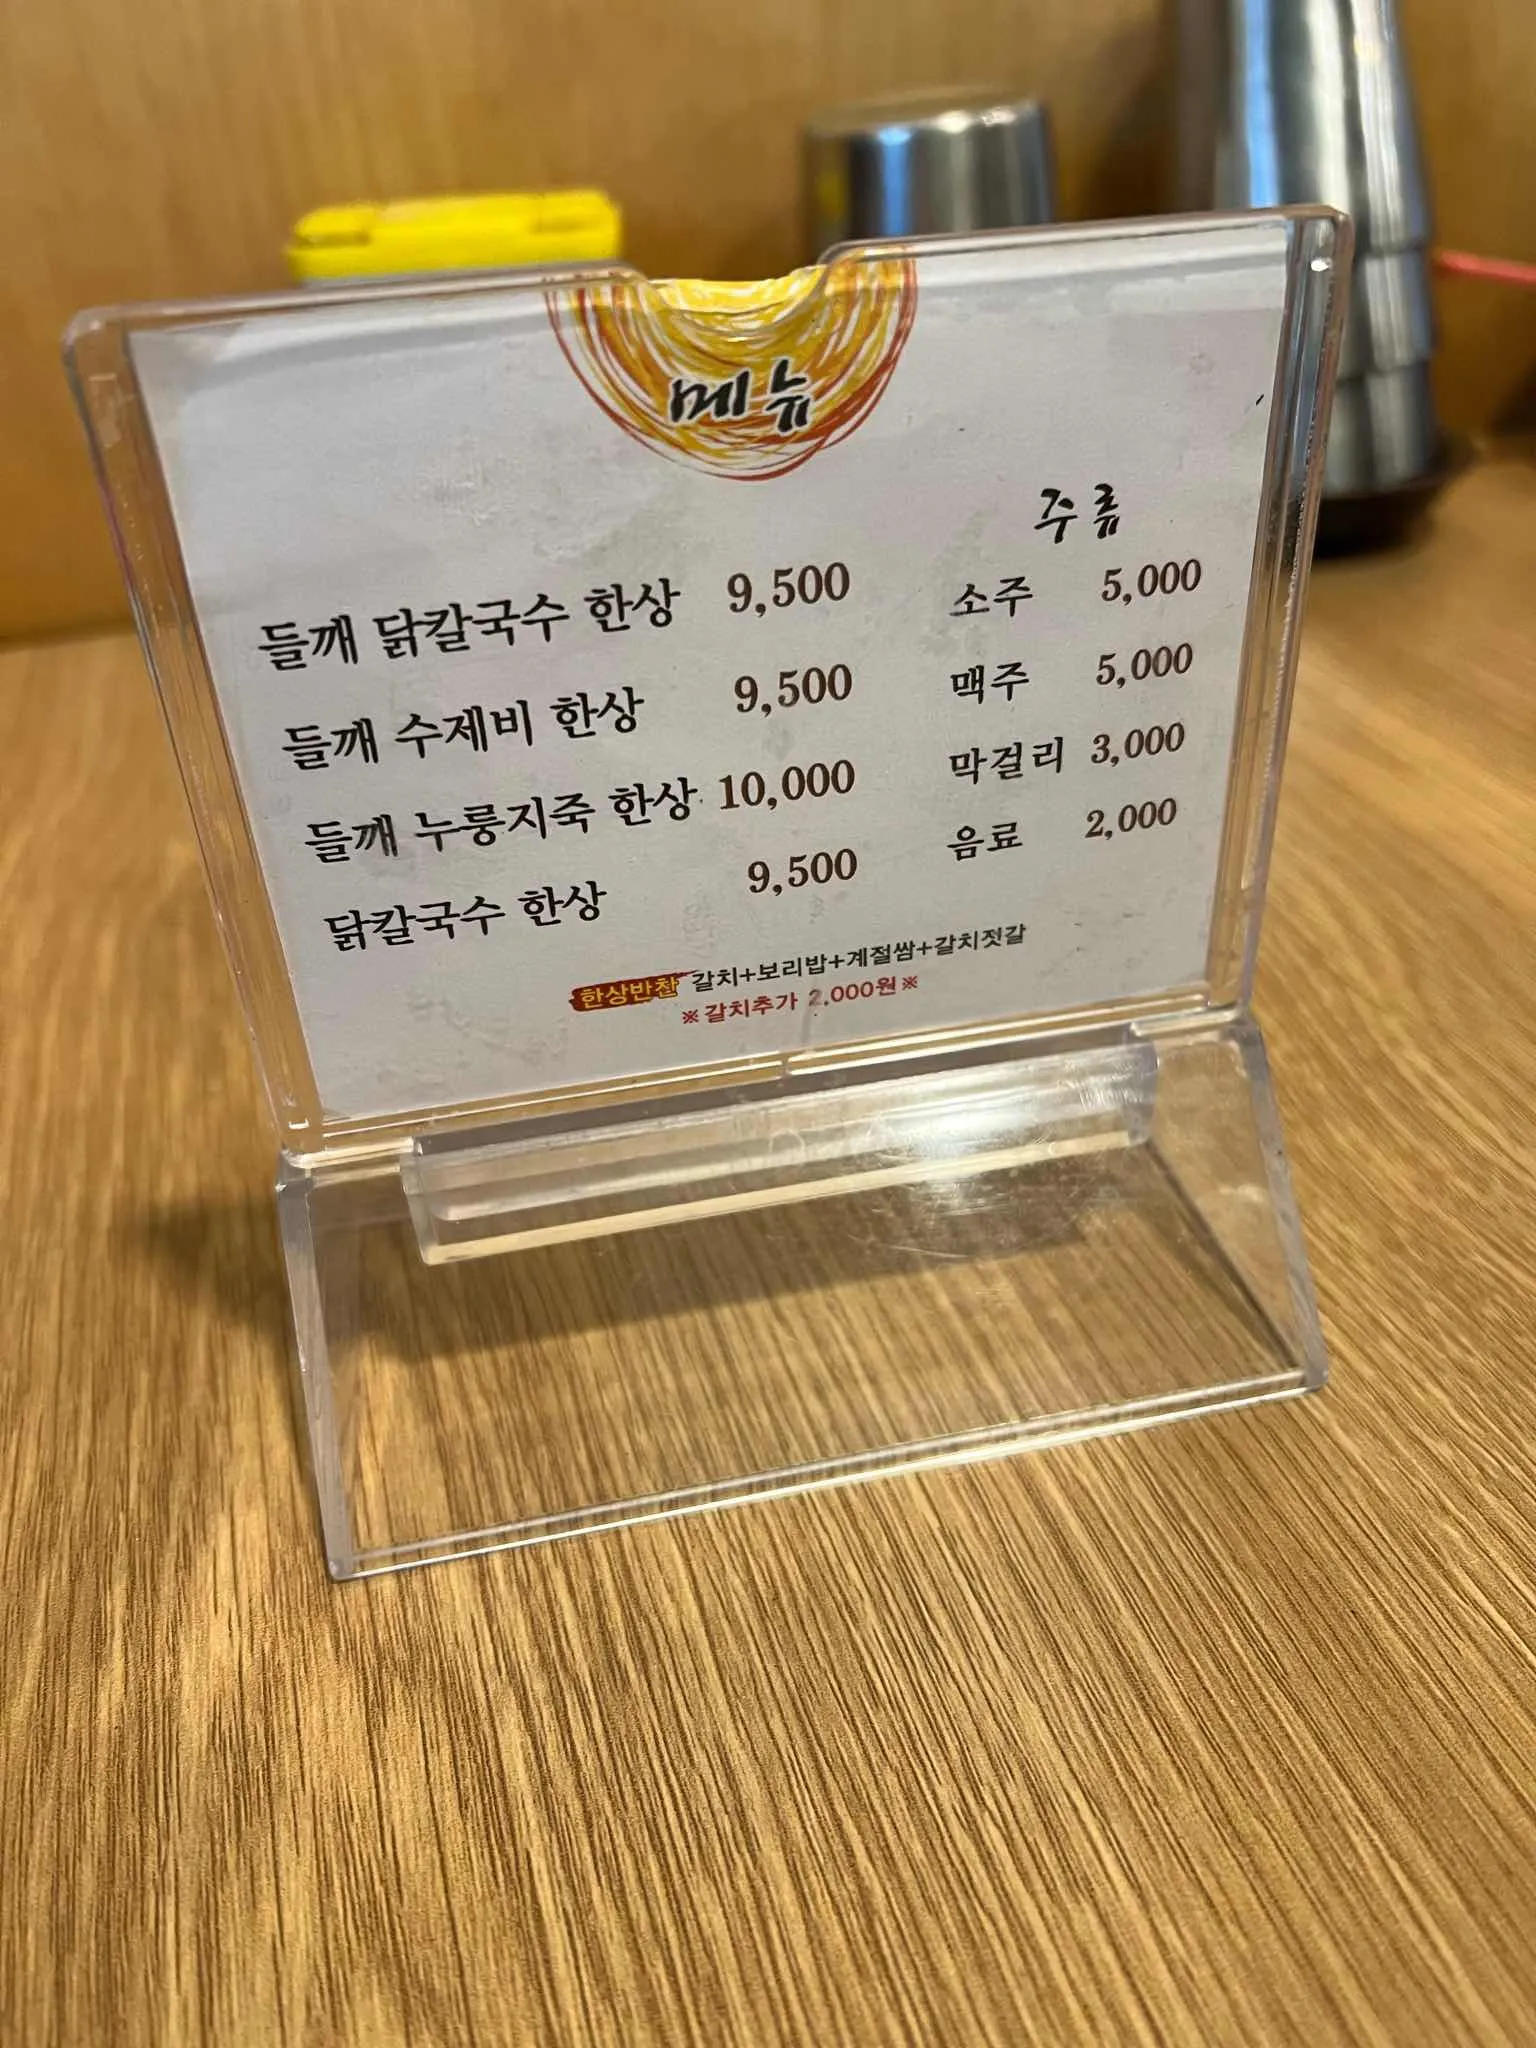 메뉴
들깨 닭칼국수 한상 9,500
들깨 수제비 한상 9,500
들깨 누룽지죽 한상 10,000
닭칼국수 한상 9,500
주류
소주 5,000
맥주 5,000
막걸리 3,000
음료 2,000
한상반찬 갈치+보리밥+계절쌈+갈치젓갈
※갈치추가 2,000원※